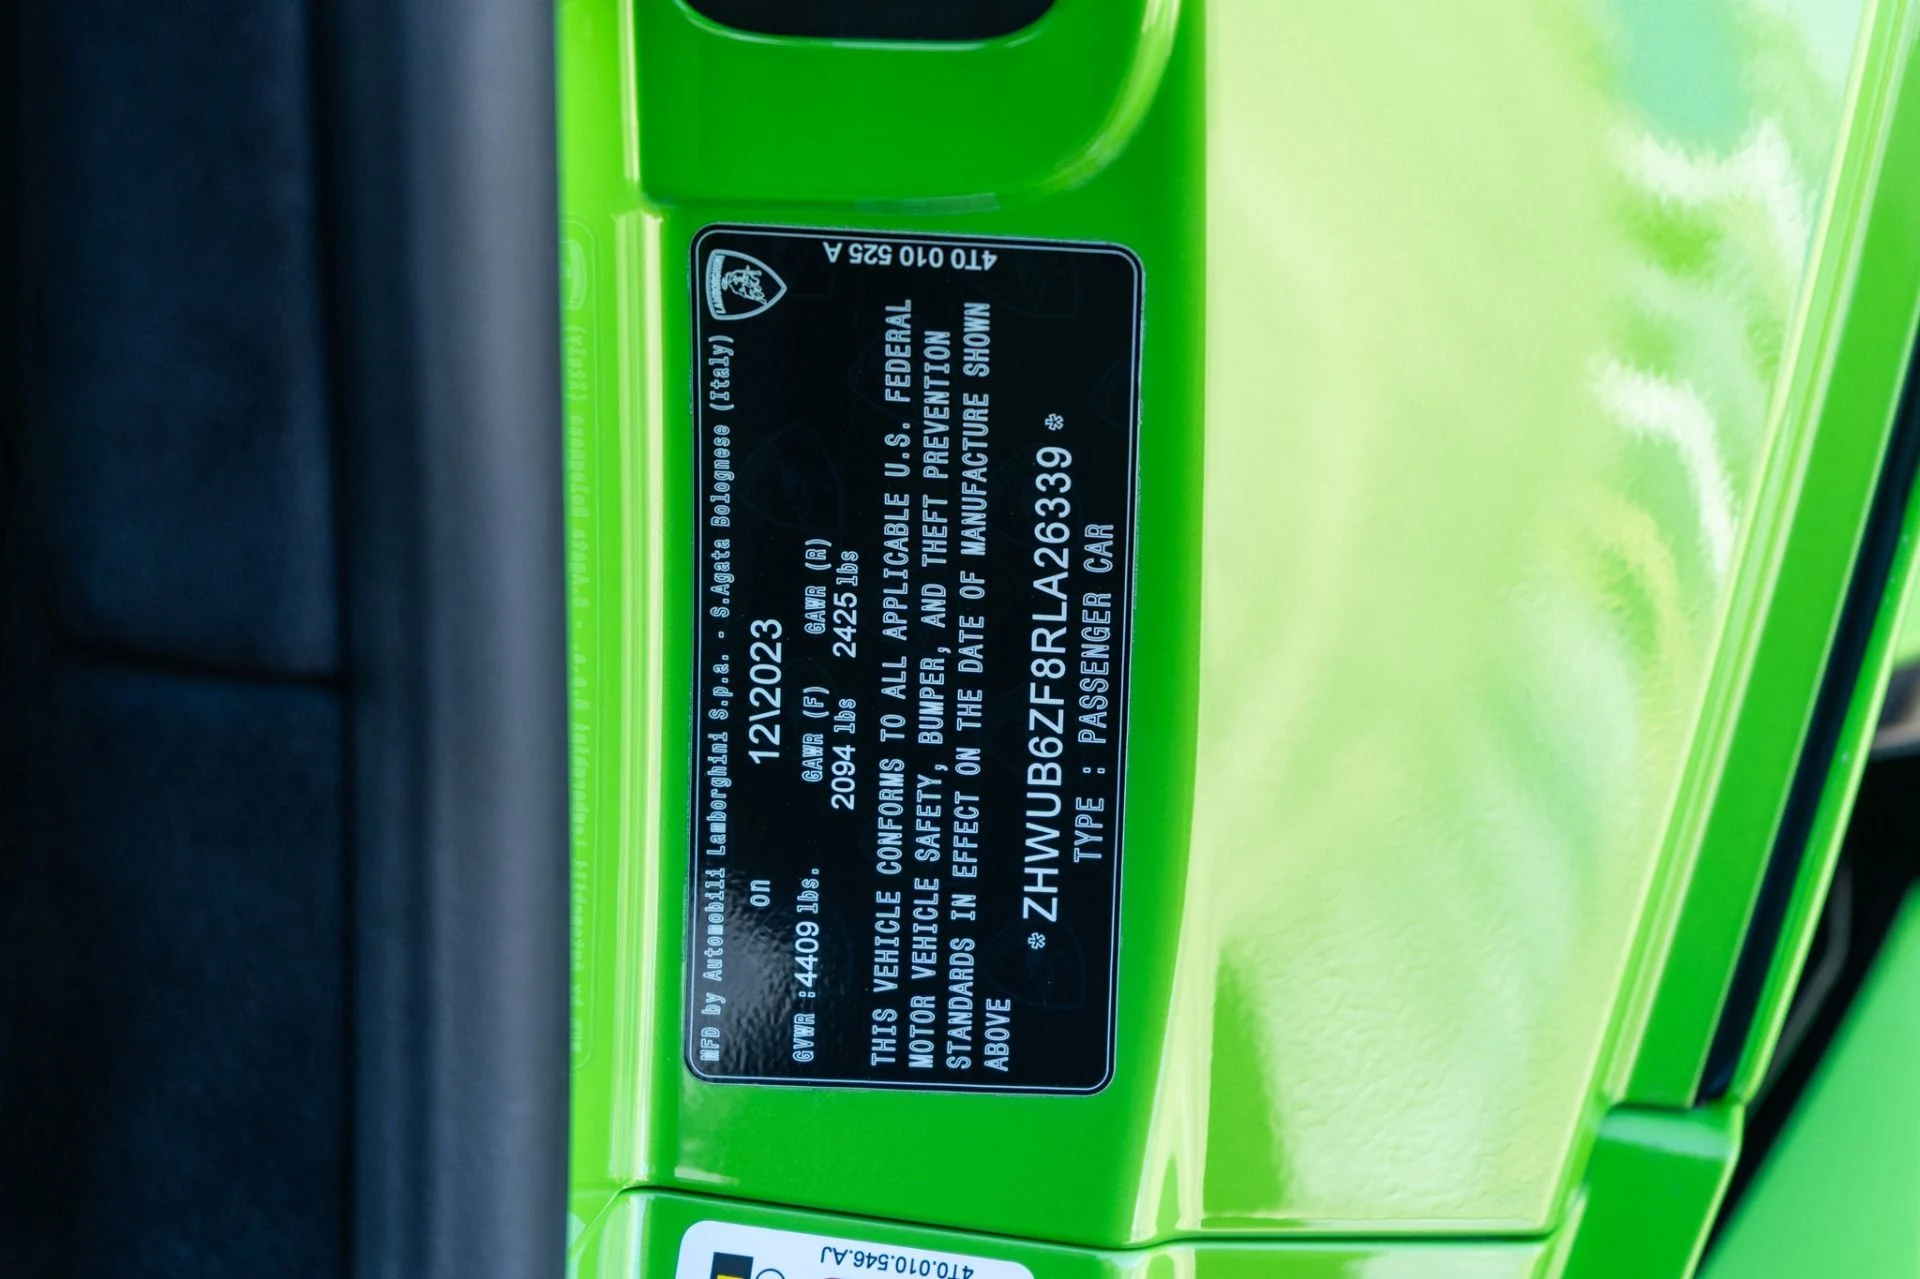 4T0 010 525 A
MFD by Automobili Lamborghini S.p.a. - S.Agata Bolognese (Italy)
on 12\2023
GVWR :4409 lbs. GAWR (F) GAWR (R)
2094 lbs 2425 lbs
THIS VEHICLE CONFORMS TO ALL APPLICABLE U.S. FEDERAL
MOTOR VEHICLE SAFETY, BUMPER, AND THEFT PREVENTION
STANDARDS IN EFFECT ON THE DATE OF MANUFACTURE SHOWN
ABOVE
* ZHWUB6ZF8RLA26339 *
TYPE : PASSENGER CAR
4T0.010.546.AJ